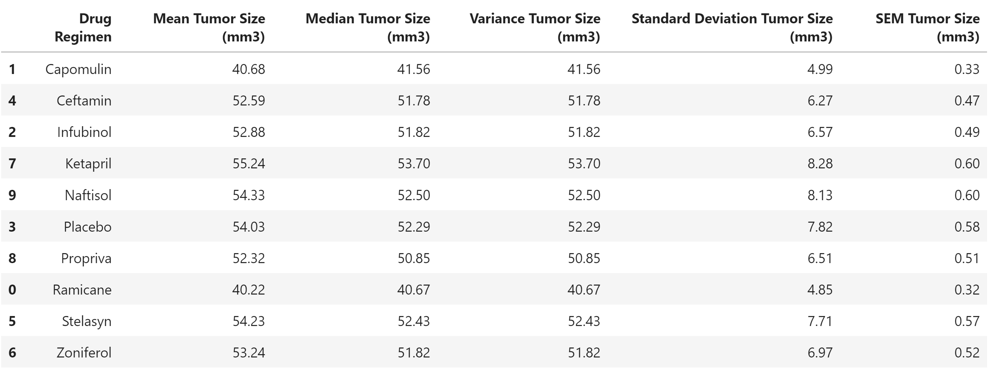 Drug Regimen Mean Tumor Size (mm3) Median Tumor Size (mm3) Variance Tumor Size (mm3) Standard Deviation Tumor Size (mm3) SEM Tumor Size (mm3)
1 Capomulin 40.68 41.56 41.56 4.99 0.33
4 Ceftamin 52.59 51.78 51.78 6.27 0.47
2 Infubinol 52.88 51.82 51.82 6.57 0.49
7 Ketapril 55.24 53.70 53.70 8.28 0.60
9 Naftisol 54.33 52.50 52.50 8.13 0.60
3 Placebo 54.03 52.29 52.29 7.82 0.58
8 Propriva 52.32 50.85 50.85 6.51 0.51
0 Ramicane 40.22 40.67 40.67 4.85 0.32
5 Stelasyn 54.23 52.43 52.43 7.71 0.57
6 Zoniferol 53.24 51.82 51.82 6.97 0.52